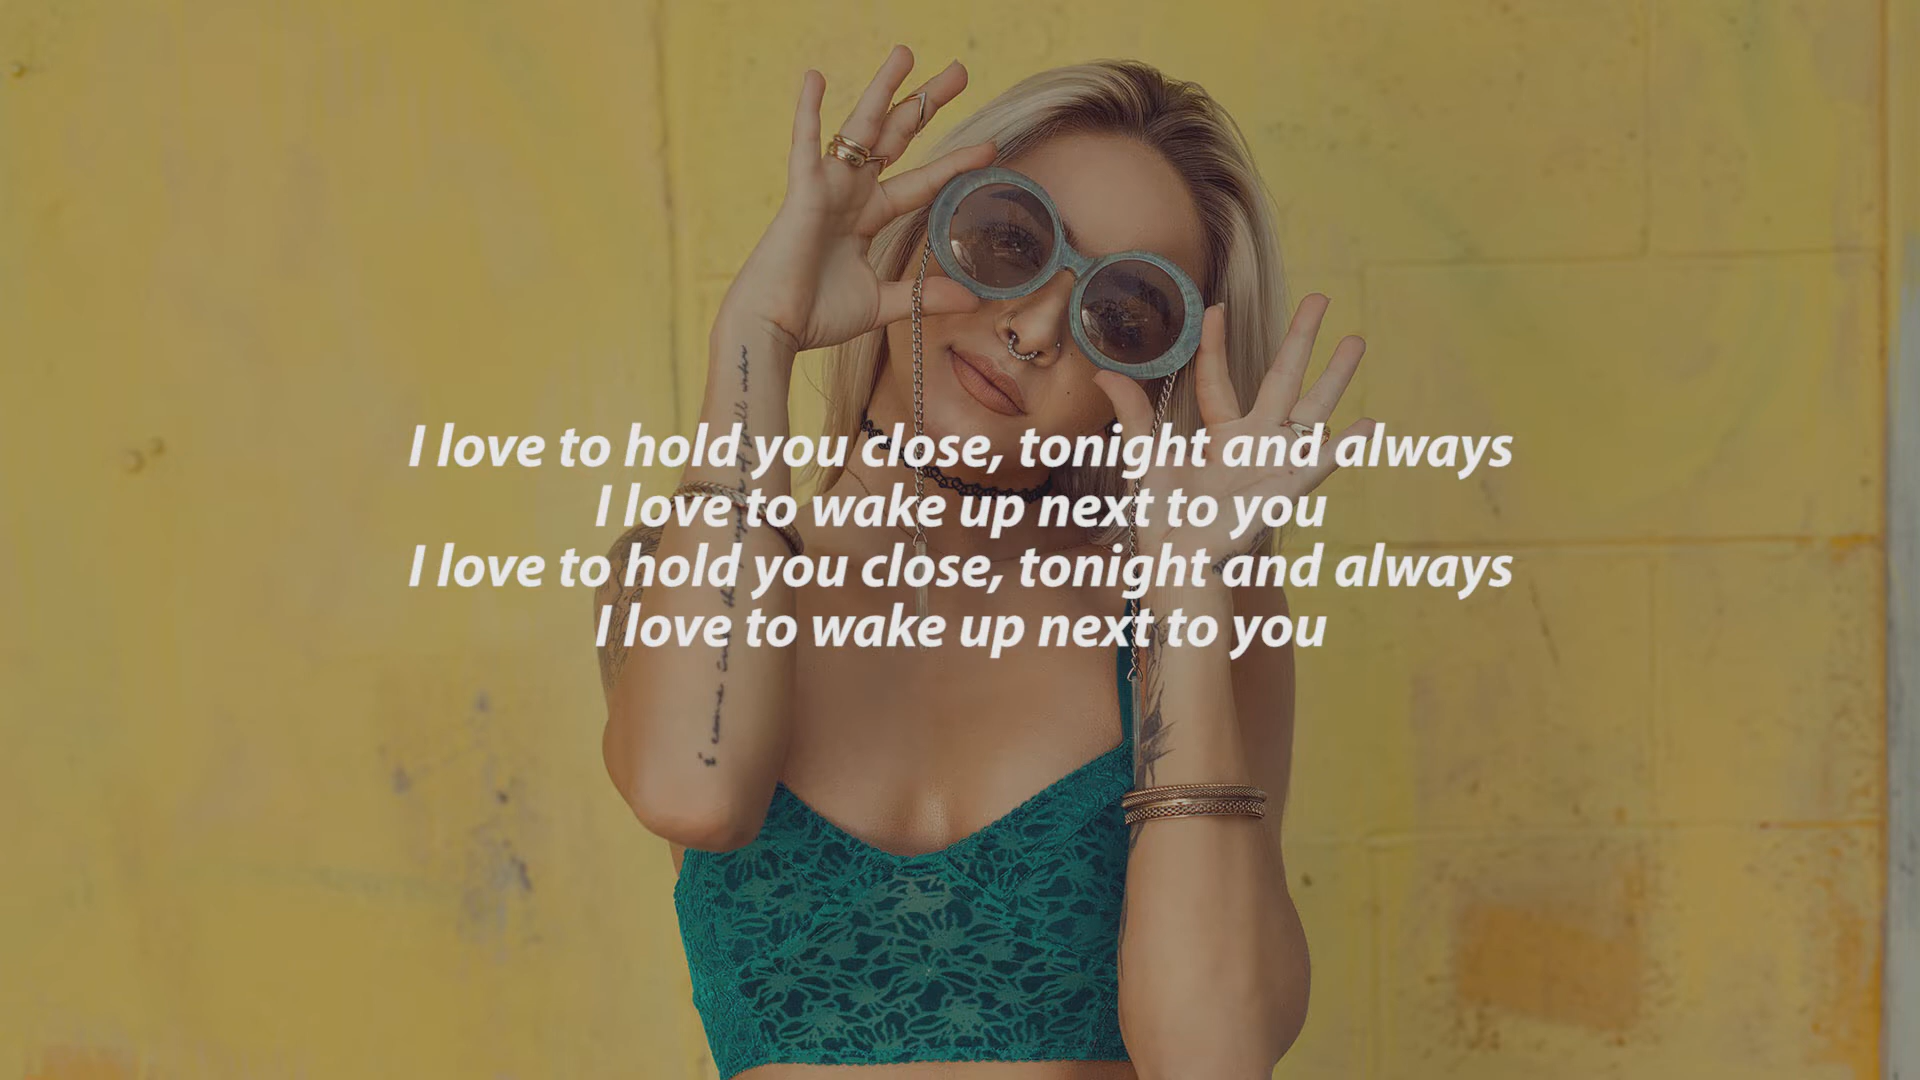 I love to hold you close, tonight and always
I love to wake up next to you
I love to hold you close, tonight and always
I love to wake up next to you